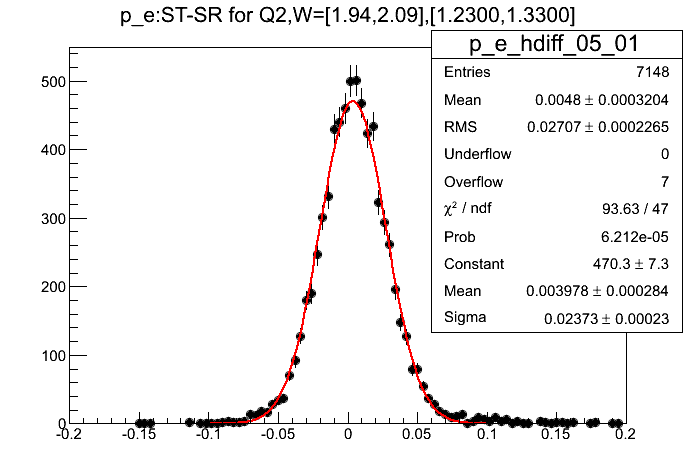 p_e:ST-SR for Q2,W=[1.94,2.09],[1.2300,1.3300]
p_e_hdiff_05_01
Entries 7148
Mean 0.0048 ± 0.0003204
RMS 0.02707 ± 0.0002265
Underflow 0
Overflow 7
χ² / ndf 93.63 / 47
Prob 6.212e-05
Constant 470.3 ± 7.3
Mean 0.003978 ± 0.000284
Sigma 0.02373 ± 0.00023
500
400
300
200
100
0
-0.2 -0.15 -0.1 -0.05 0 0.05 0.1 0.15 0.2